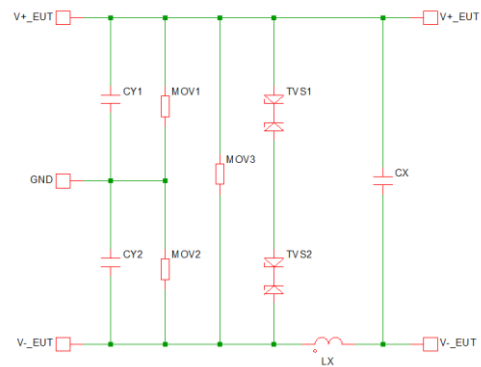 V+_EUT
V+_EUT
CY1
MOV1
TVS1
MOV3
GND
CX
CY2
MOV2
TVS2
V-_EUT
V-_EUT
LX